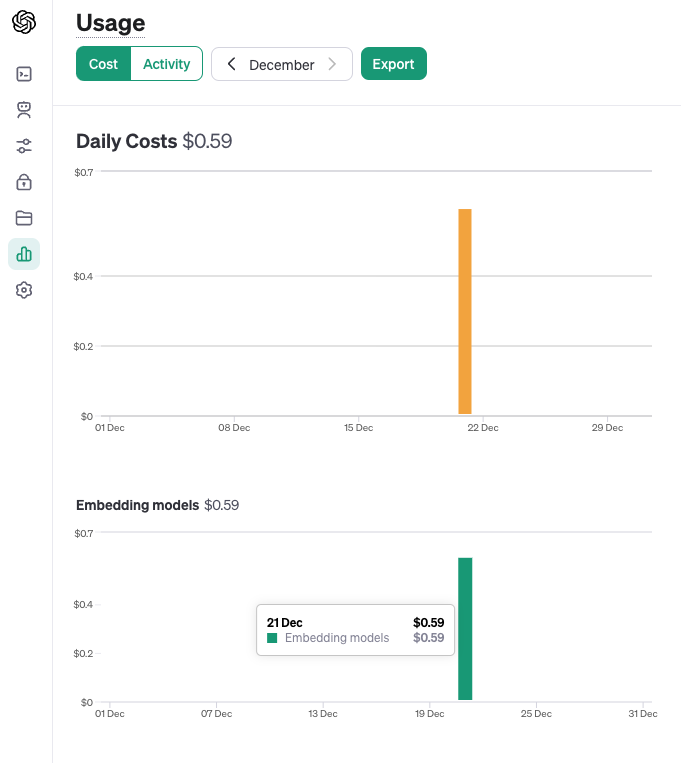 Usage
Cost Activity December Export
Daily Costs $0.59
$0.7
$0.4
$0.2
$0
01 Dec 08 Dec 15 Dec 22 Dec 29 Dec
Embedding models $0.59
$0.7
$0.4
21 Dec $0.59
Embedding models $0.59
$0.2
$0
01 Dec 07 Dec 13 Dec 19 Dec 25 Dec 31 Dec